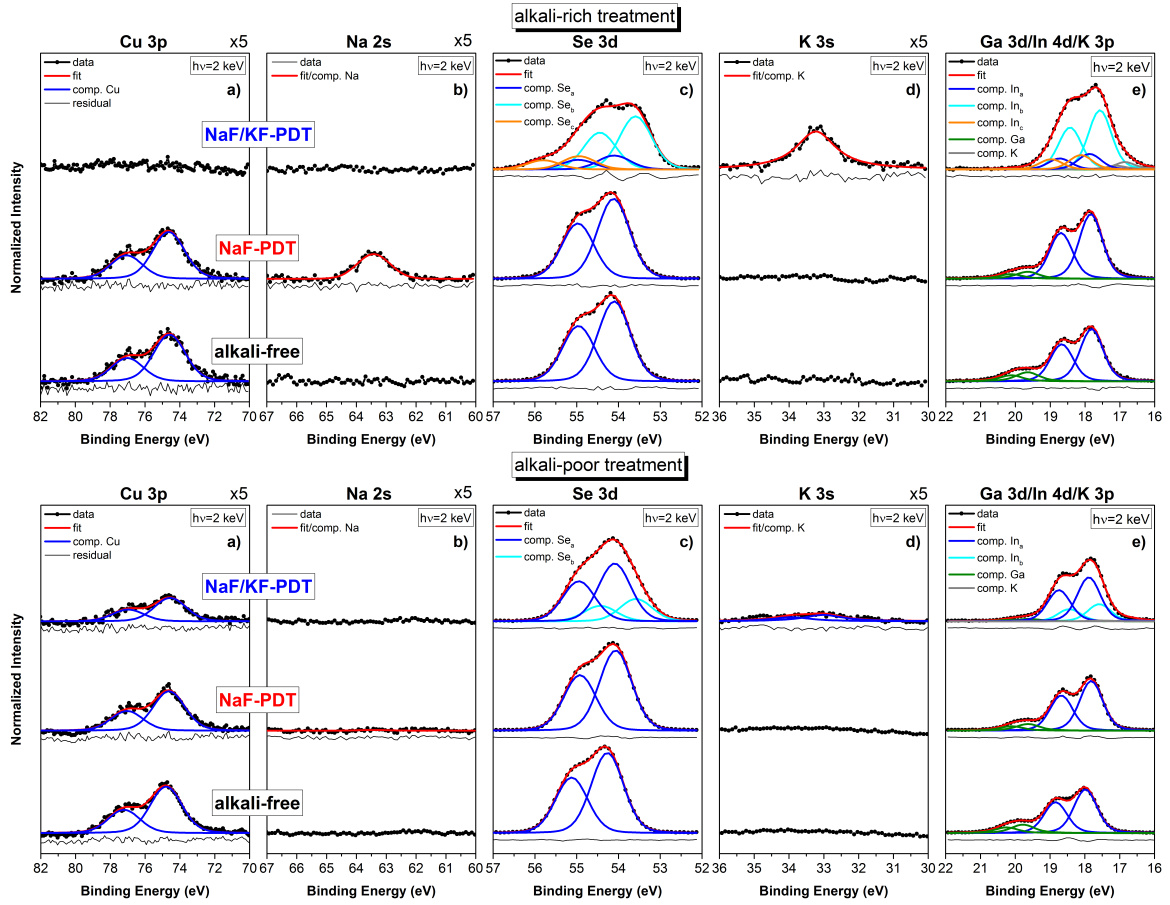 alkali-rich treatment
Cu 3p x5
Na 2s x5
Se 3d
K 3s x5
Ga 3d/In 4d/K 3p
data
fit
comp. Cu
residual
hν=2 keV
a)
data
fit/comp. Na
hν=2 keV
b)
data
fit
comp. Se a
comp. Se b
comp. Se c
hν=2 keV
c)
data
fit/comp. K
hν=2 keV
d)
data
fit
comp. In a
comp. In b
comp. In c
comp. Ga
comp. K
hν=2 keV
e)
NaF/KF-PDT
NaF-PDT
alkali-free
Normalized Intensity
82 80 78 76 74 72 70
67 66 65 64 63 62 61 60
57 56 55 54 53 52
36 35 34 33 32 31 30
22 21 20 19 18 17 16
Binding Energy (eV)
Binding Energy (eV)
Binding Energy (eV)
Binding Energy (eV)
Binding Energy (eV)
alkali-poor treatment
Cu 3p x5
Na 2s x5
Se 3d
K 3s x5
Ga 3d/In 4d/K 3p
data
fit
comp. Cu
residual
hν=2 keV
a)
data
fit/comp. Na
hν=2 keV
b)
data
fit
comp. Se a
comp. Se b
hν=2 keV
c)
data
fit/comp. K
hν=2 keV
d)
data
fit
comp. In a
comp. In b
comp. Ga
comp. K
hν=2 keV
e)
NaF/KF-PDT
NaF-PDT
alkali-free
Normalized Intensity
82 80 78 76 74 72 70
67 66 65 64 63 62 61 60
57 56 55 54 53 52
36 35 34 33 32 31 30
22 21 20 19 18 17 16
Binding Energy (eV)
Binding Energy (eV)
Binding Energy (eV)
Binding Energy (eV)
Binding Energy (eV)